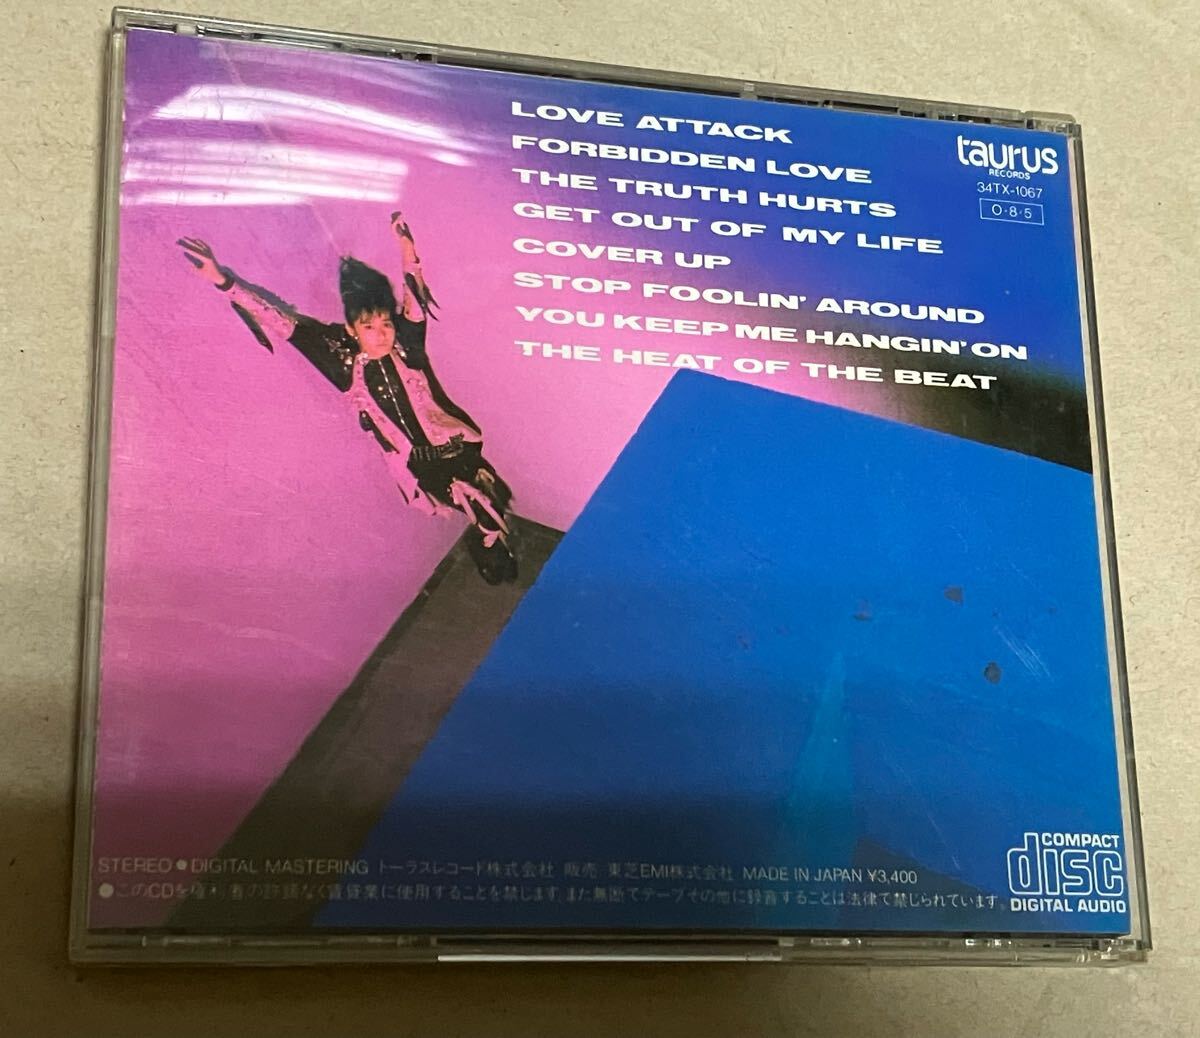 LOVE ATTACK
FORBIDDEN LOVE
THE TRUTH HURTS
GET OUT OF MY LIFE
COVER UP
STOP FOOLIN' AROUND
YOU KEEP ME HANGIN' ON
THE HEAT OF THE BEAT
taurus
RECORDS
34TX-1067
O・8・5
STEREO ● DIGITAL MASTERING トーラスレコード株式会社 販売 東芝EMI株式会社 MADE IN JAPAN ¥3,400
●このCDを権利者の許諾なく賃貸業に使用することを禁じます。また無断でテープその他に録音することは法律で禁じられています。
COMPACT
disc
DIGITAL AUDIO